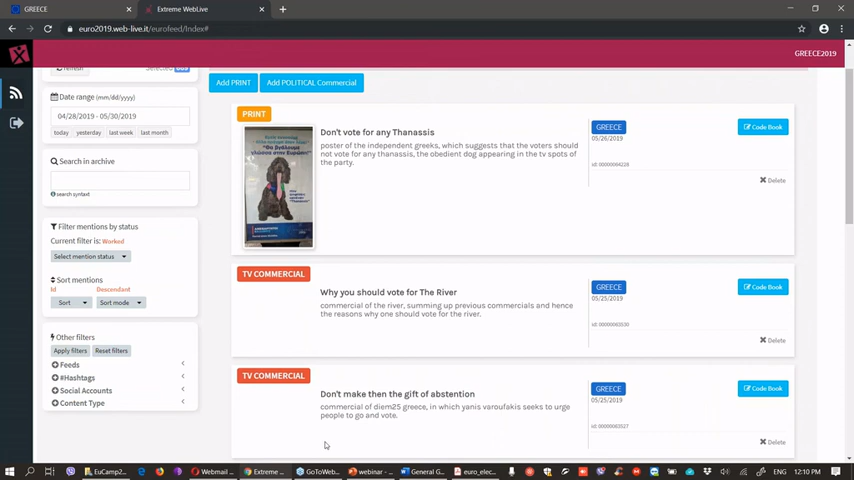 GREECE
Extreme WebLive
euro2019.web-live.it/eurofeed/Index#
GREECE2019
Refresh
Selected:
Add PRINT
Add POLITICAL Commercial
Date range (mm/dd/yyyy)
04/28/2019 - 05/30/2019
today yesterday last week last month
Search in archive
search syntax
Filter mentions by status
Current filter is: Worked
Select mention status
Sort mentions
Id Descendant
Sort Sort mode
Other filters
Apply filters Reset filters
Feeds
#Hashtags
Social Accounts
Content Type
PRINT
Don't vote for any Thanassis
poster of the independent greeks, which suggests that the voters should
not vote for any thanassis, the obedient dog appearing in the tv spots of
the party.
GREECE
05/26/2019
Code Book
Delete
TV COMMERCIAL
Why you should vote for The River
commercial of the river, summing up previous commercials and hence
the reasons why one should vote for the river.
GREECE
05/23/2019
Code Book
Delete
TV COMMERCIAL
Don't make then the gift of abstention
commercial of diem25 greece, in which yanis varoufakis seeks to urge
people to go and vote.
GREECE
05/25/2019
Code Book
Delete
EuCamp2...
Webmail ...
Extreme ...
GoToWeb...
webinar - ...
General G...
euro_elec...
ENG
12:10 PM